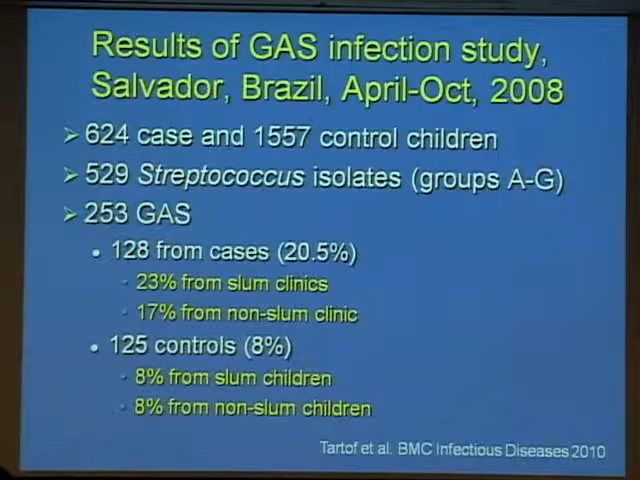 Results of GAS infection study,
Salvador, Brazil, April-Oct, 2008
624 case and 1557 control children
529 Streptococcus isolates (groups A-G)
253 GAS
128 from cases (20.5%)
23% from slum clinics
17% from non-slum clinic
125 controls (8%)
8% from slum children
8% from non-slum children
Tartof et al. BMC Infectious Diseases 2010